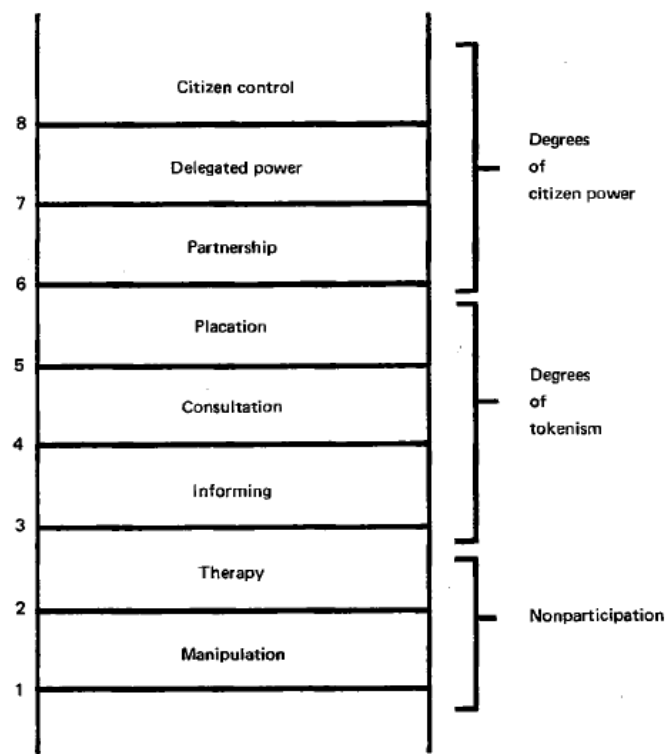 Citizen control
8
Delegated power
7
Partnership
6
Placation
5
Consultation
4
Informing
3
Therapy
2
Manipulation
1
Degrees
of
citizen power
Degrees
of
tokenism
Nonparticipation